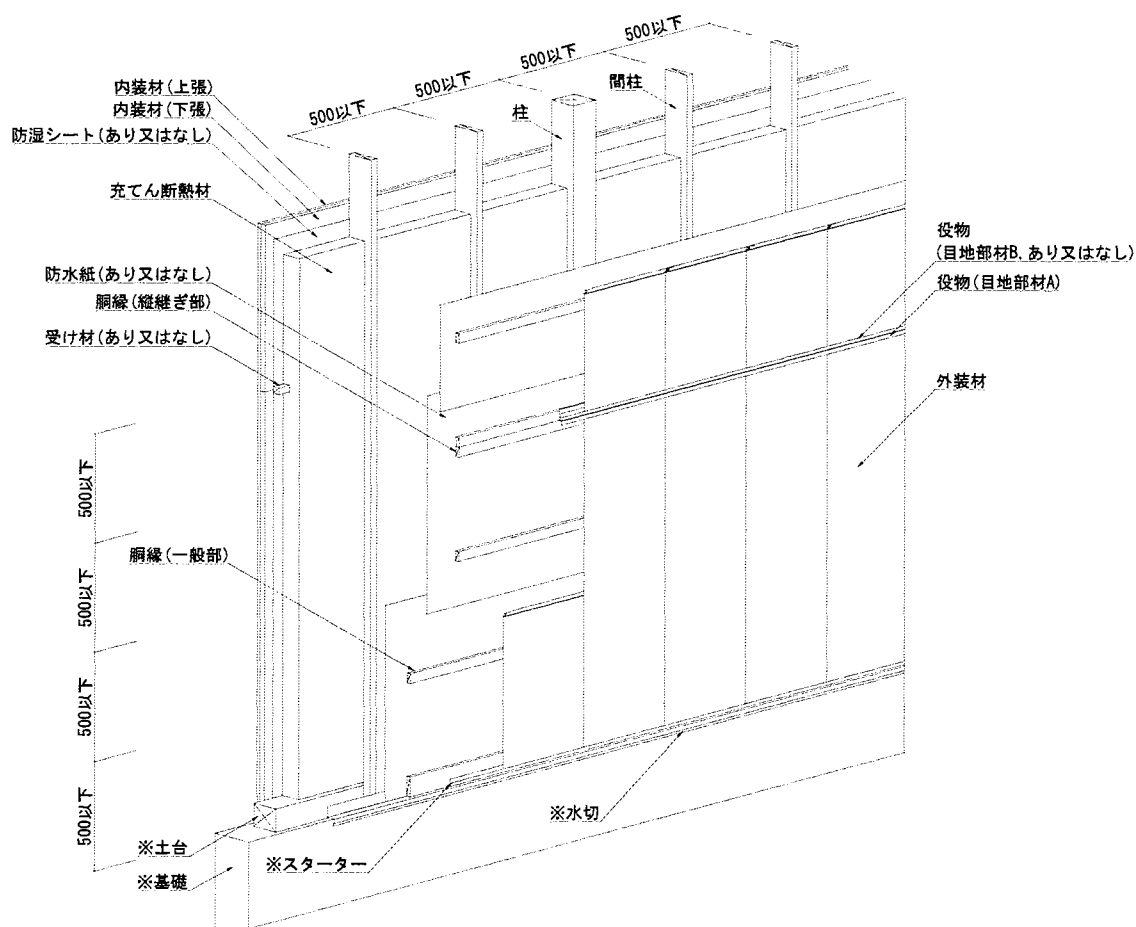 500以下
500以下
500以下
500以下
内装材(上張)
内装材(下張)
防湿シート(あり又はなし)
充てん断熱材
柱
間柱
防水紙(あり又はなし)
胴縁(縦継ぎ部)
受け材(あり又はなし)
役物
(目地部材B、あり又はなし)
役物(目地部材A)
外装材
500以下
500以下
500以下
500以下
胴縁(一般部)
※水切
※スターター
※土台
※基礎